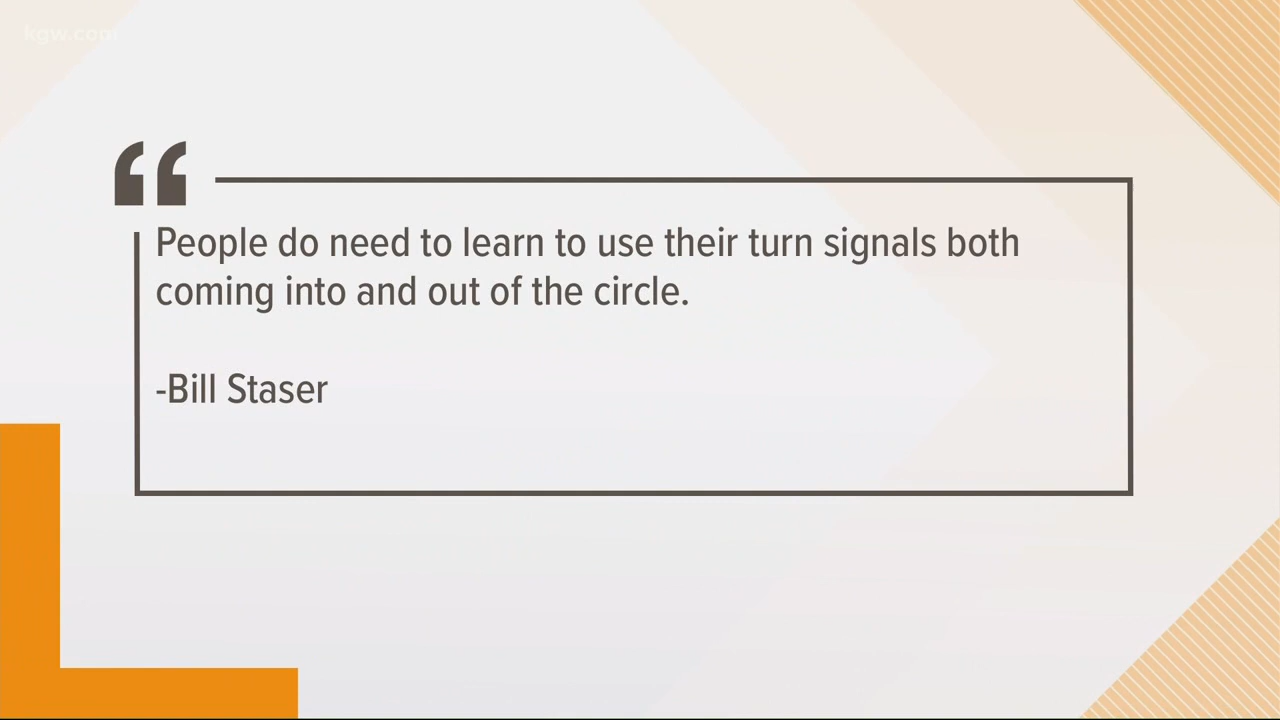 kgw.com
“
People do need to learn to use their turn signals both
coming into and out of the circle.
-Bill Staser